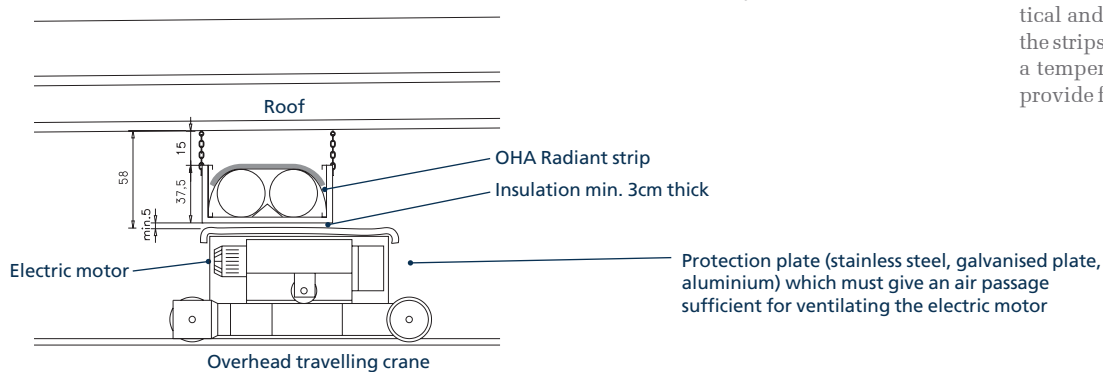 tical and
the strips
a temper
provide f
Roof
15
58
37,5
min.5
OHA Radiant strip
Insulation min. 3cm thick
Electric motor
Protection plate (stainless steel, galvanised plate,
aluminium) which must give an air passage
sufficient for ventilating the electric motor
Overhead travelling crane